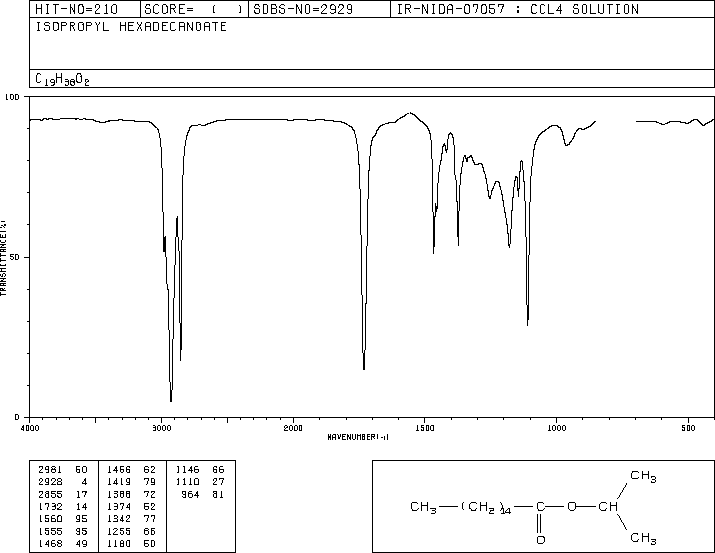 HIT-NO=210 SCORE= ( ) SDBS-NO=2929 IR-NIDA-07057 : CCL4 SOLUTION
ISOPROPYL HEXADECANOATE
C19H38O2
100
50
0
TRANSMITTANCE(%)
4000 3000 2000 1500 1000 500
WAVENUMBER(-1)
2981 60 1466 62 1146 66
2928 4 1419 79 1110 27
2855 17 1388 72 964 81
1732 14 1374 52
1560 95 1342 77
1555 95 1255 66
1468 49 1180 50
CH3
CH3 (CH2)14 C O CH
O CH3